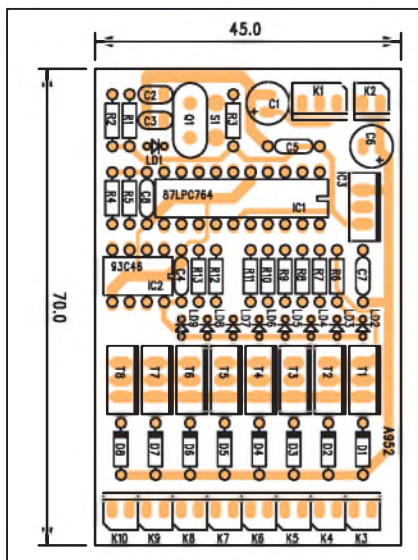 45.0
K1 K2
C2 C1
R2 R1 C3 Q1 S1 R3
C6
LD1 C5
IC3
R4 R5 C8 87LPC764 IC1
93C46 IC2
C4 R13 R12 R11 R10 R9 R8 R7 R6 C7
LD9 LD8 LD7 LD6 LD5 LD4 LD3 LD2
70.0
T8 T7 T6 T5 T4 T3 T2 T1
A952
D8 D7 D6 D5 D4 D3 D2 D1
K10 K9 K8 K7 K6 K5 K4 K3